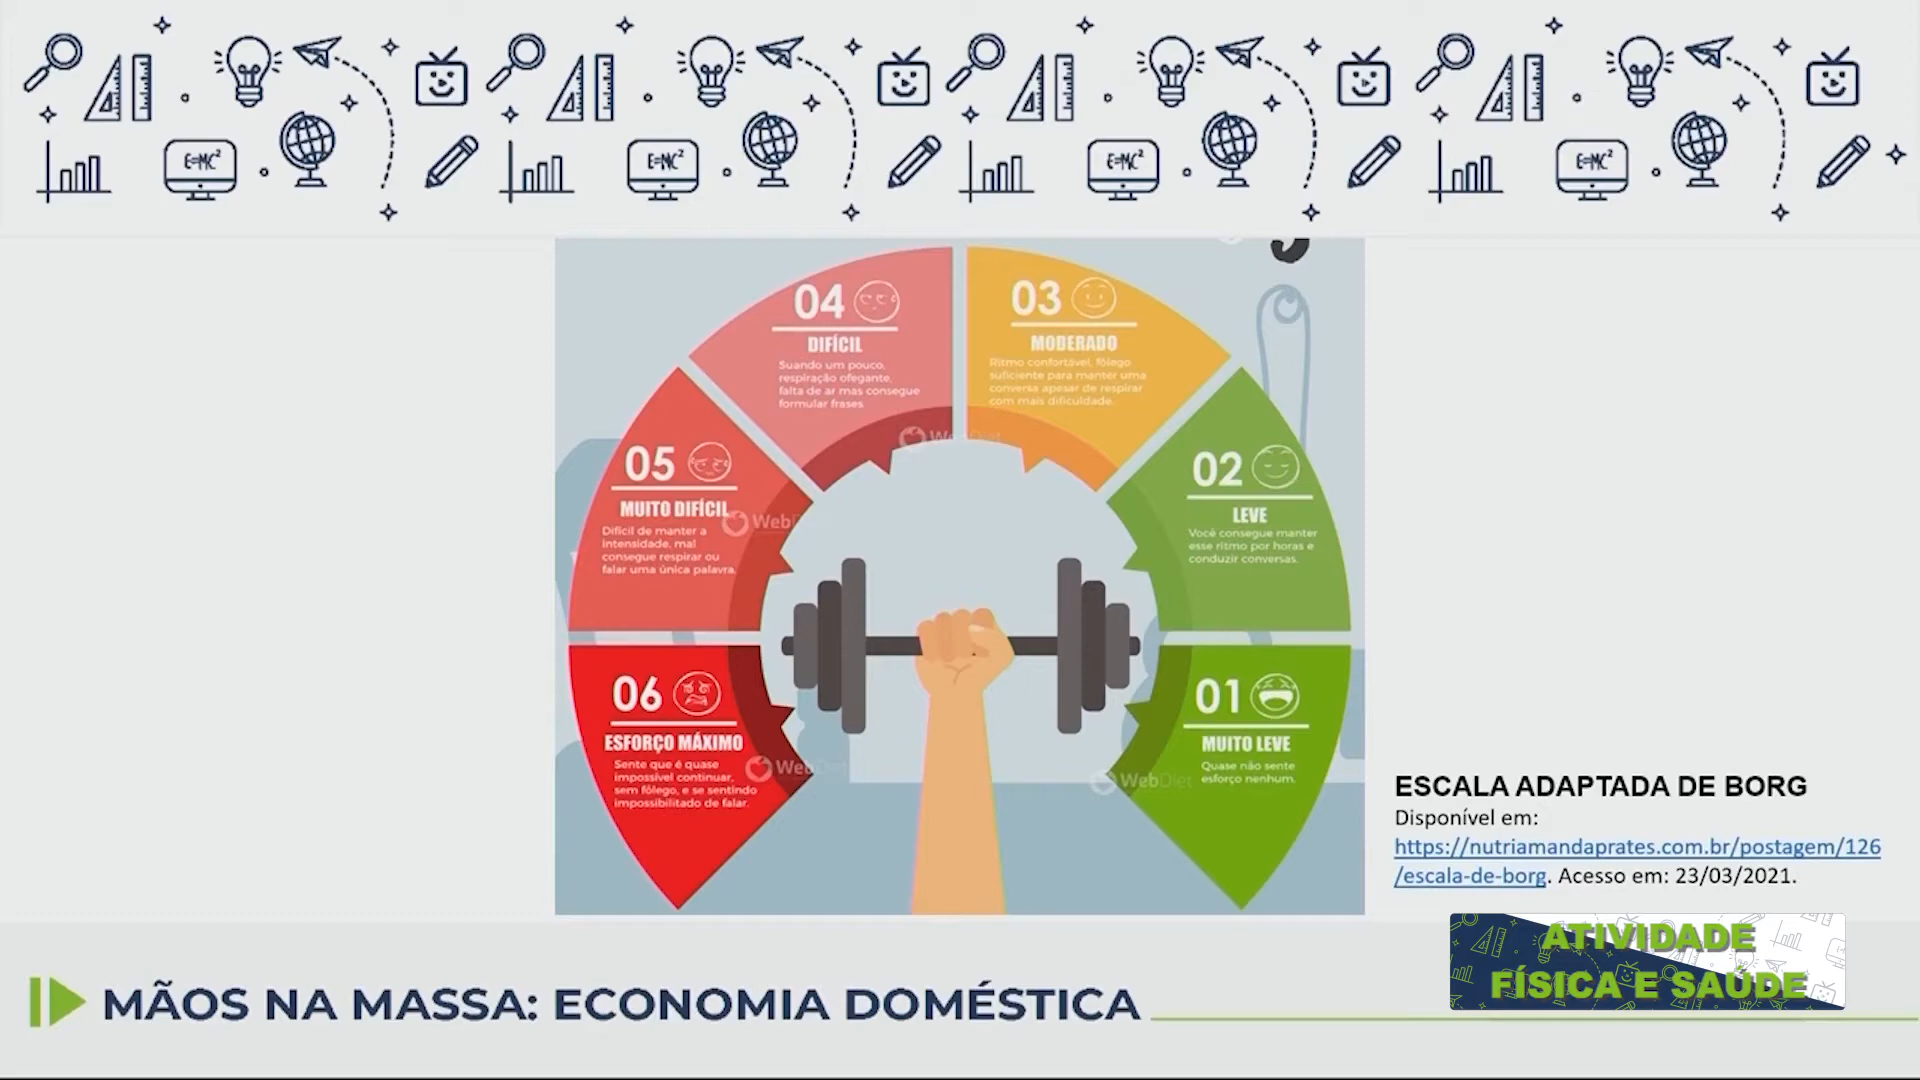 E=MC²
E=MC²
E=MC²
E=MC²
04
DIFÍCIL
Suando um pouco,
respiração ofegante,
falta de ar mas consegue
formular frases
03
MODERADO
Ritmo confortável, fôlego
suficiente para manter uma
conversa apesar de respirar
com mais dificuldade.
05
MUITO DIFÍCIL
Difícil de manter a
intensidade, mal
consegue respirar ou
falar uma única palavra.
02
LEVE
Você consegue manter
esse ritmo por horas e
conduzir conversas.
06
ESFORÇO MÁXIMO
Sente que é quase
impossível continuar,
sem fôlego, e se sentindo
impossibilitado de falar.
01
MUITO LEVE
Quase não sente
esforço nenhum.
WebDiet
ESCALA ADAPTADA DE BORG
Disponível em:
https://nutriamandaprates.com.br/postagem/126
/escala-de-borg. Acesso em: 23/03/2021.
ATIVIDADE
FÍSICA E SAÚDE
MÃOS NA MASSA: ECONOMIA DOMÉSTICA